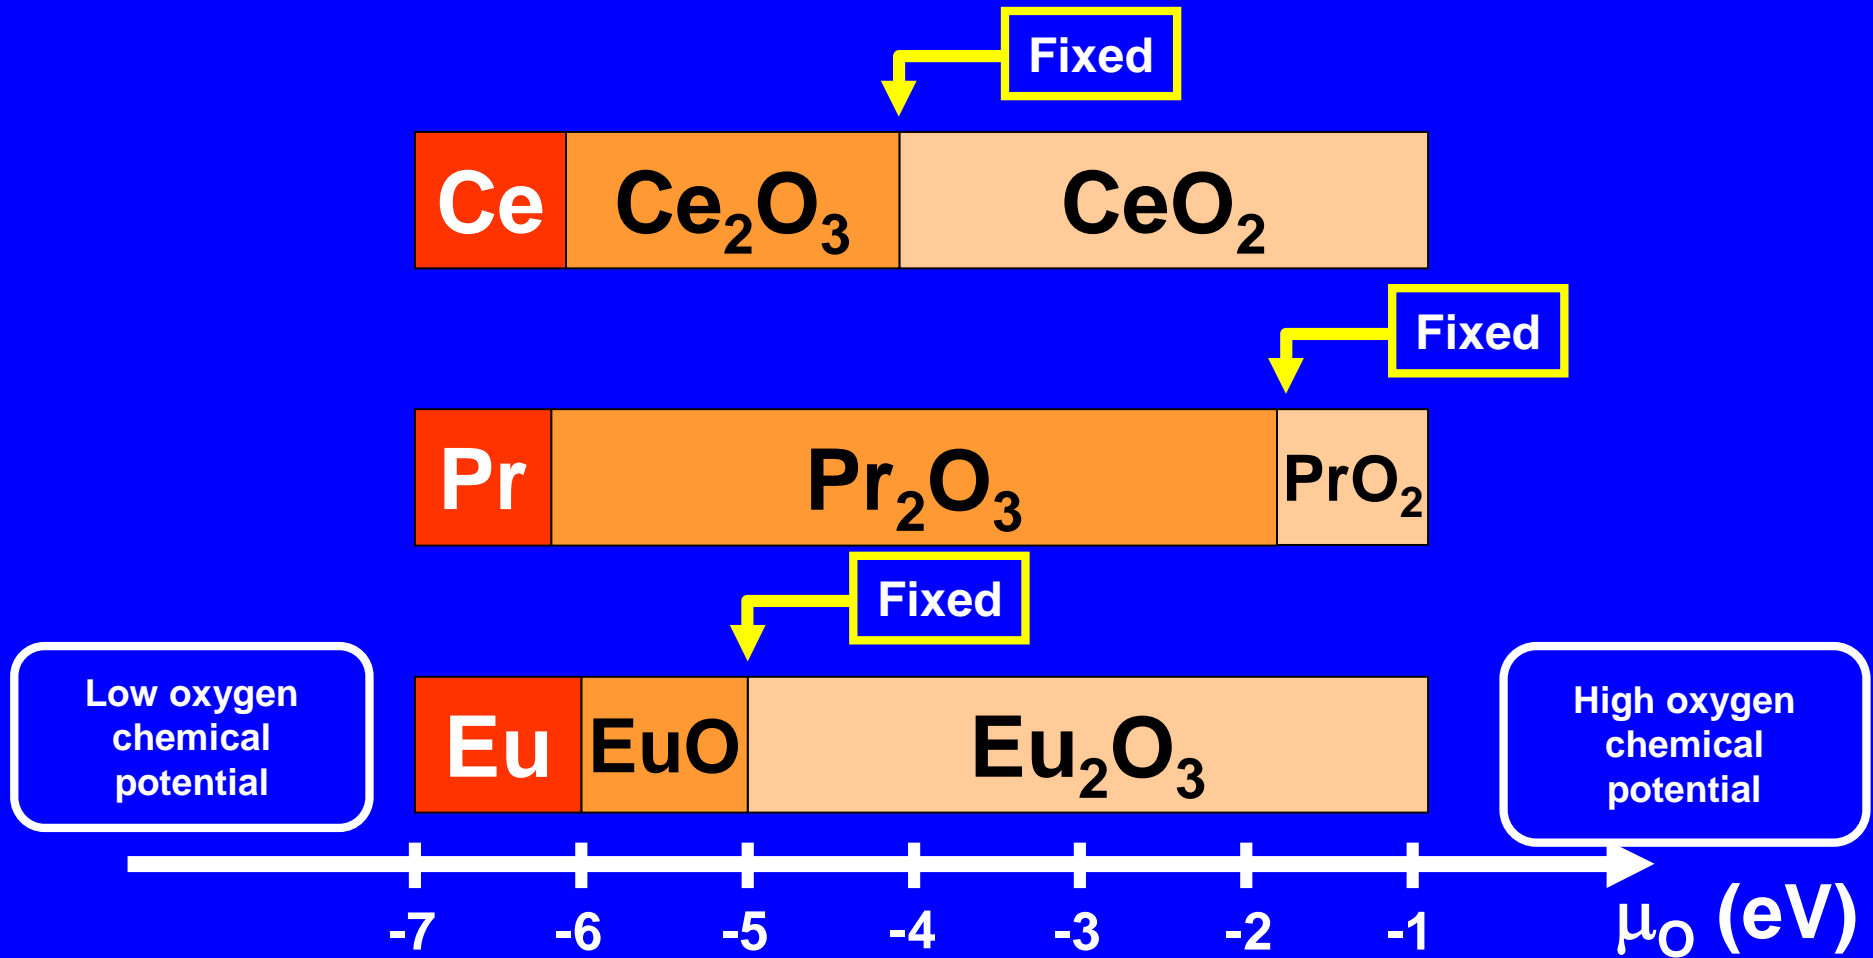 Fixed
Ce Ce₂O₃ CeO₂
Fixed
Pr Pr₂O₃ PrO₂
Fixed
Eu EuO Eu₂O₃
Low oxygen
chemical
potential
High oxygen
chemical
potential
-7 -6 -5 -4 -3 -2 -1
μ_O (eV)